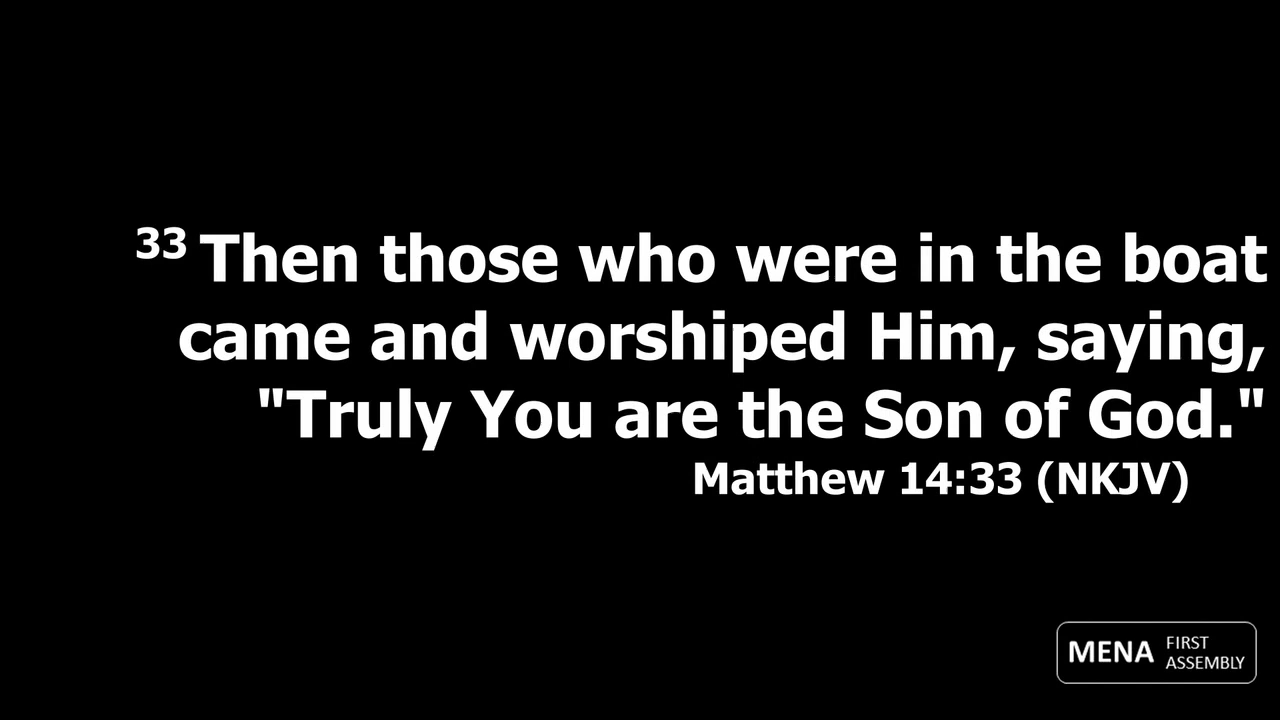 33 Then those who were in the boat
came and worshiped Him, saying,
"Truly You are the Son of God."
Matthew 14:33 (NKJV)
MENA FIRST
ASSEMBLY